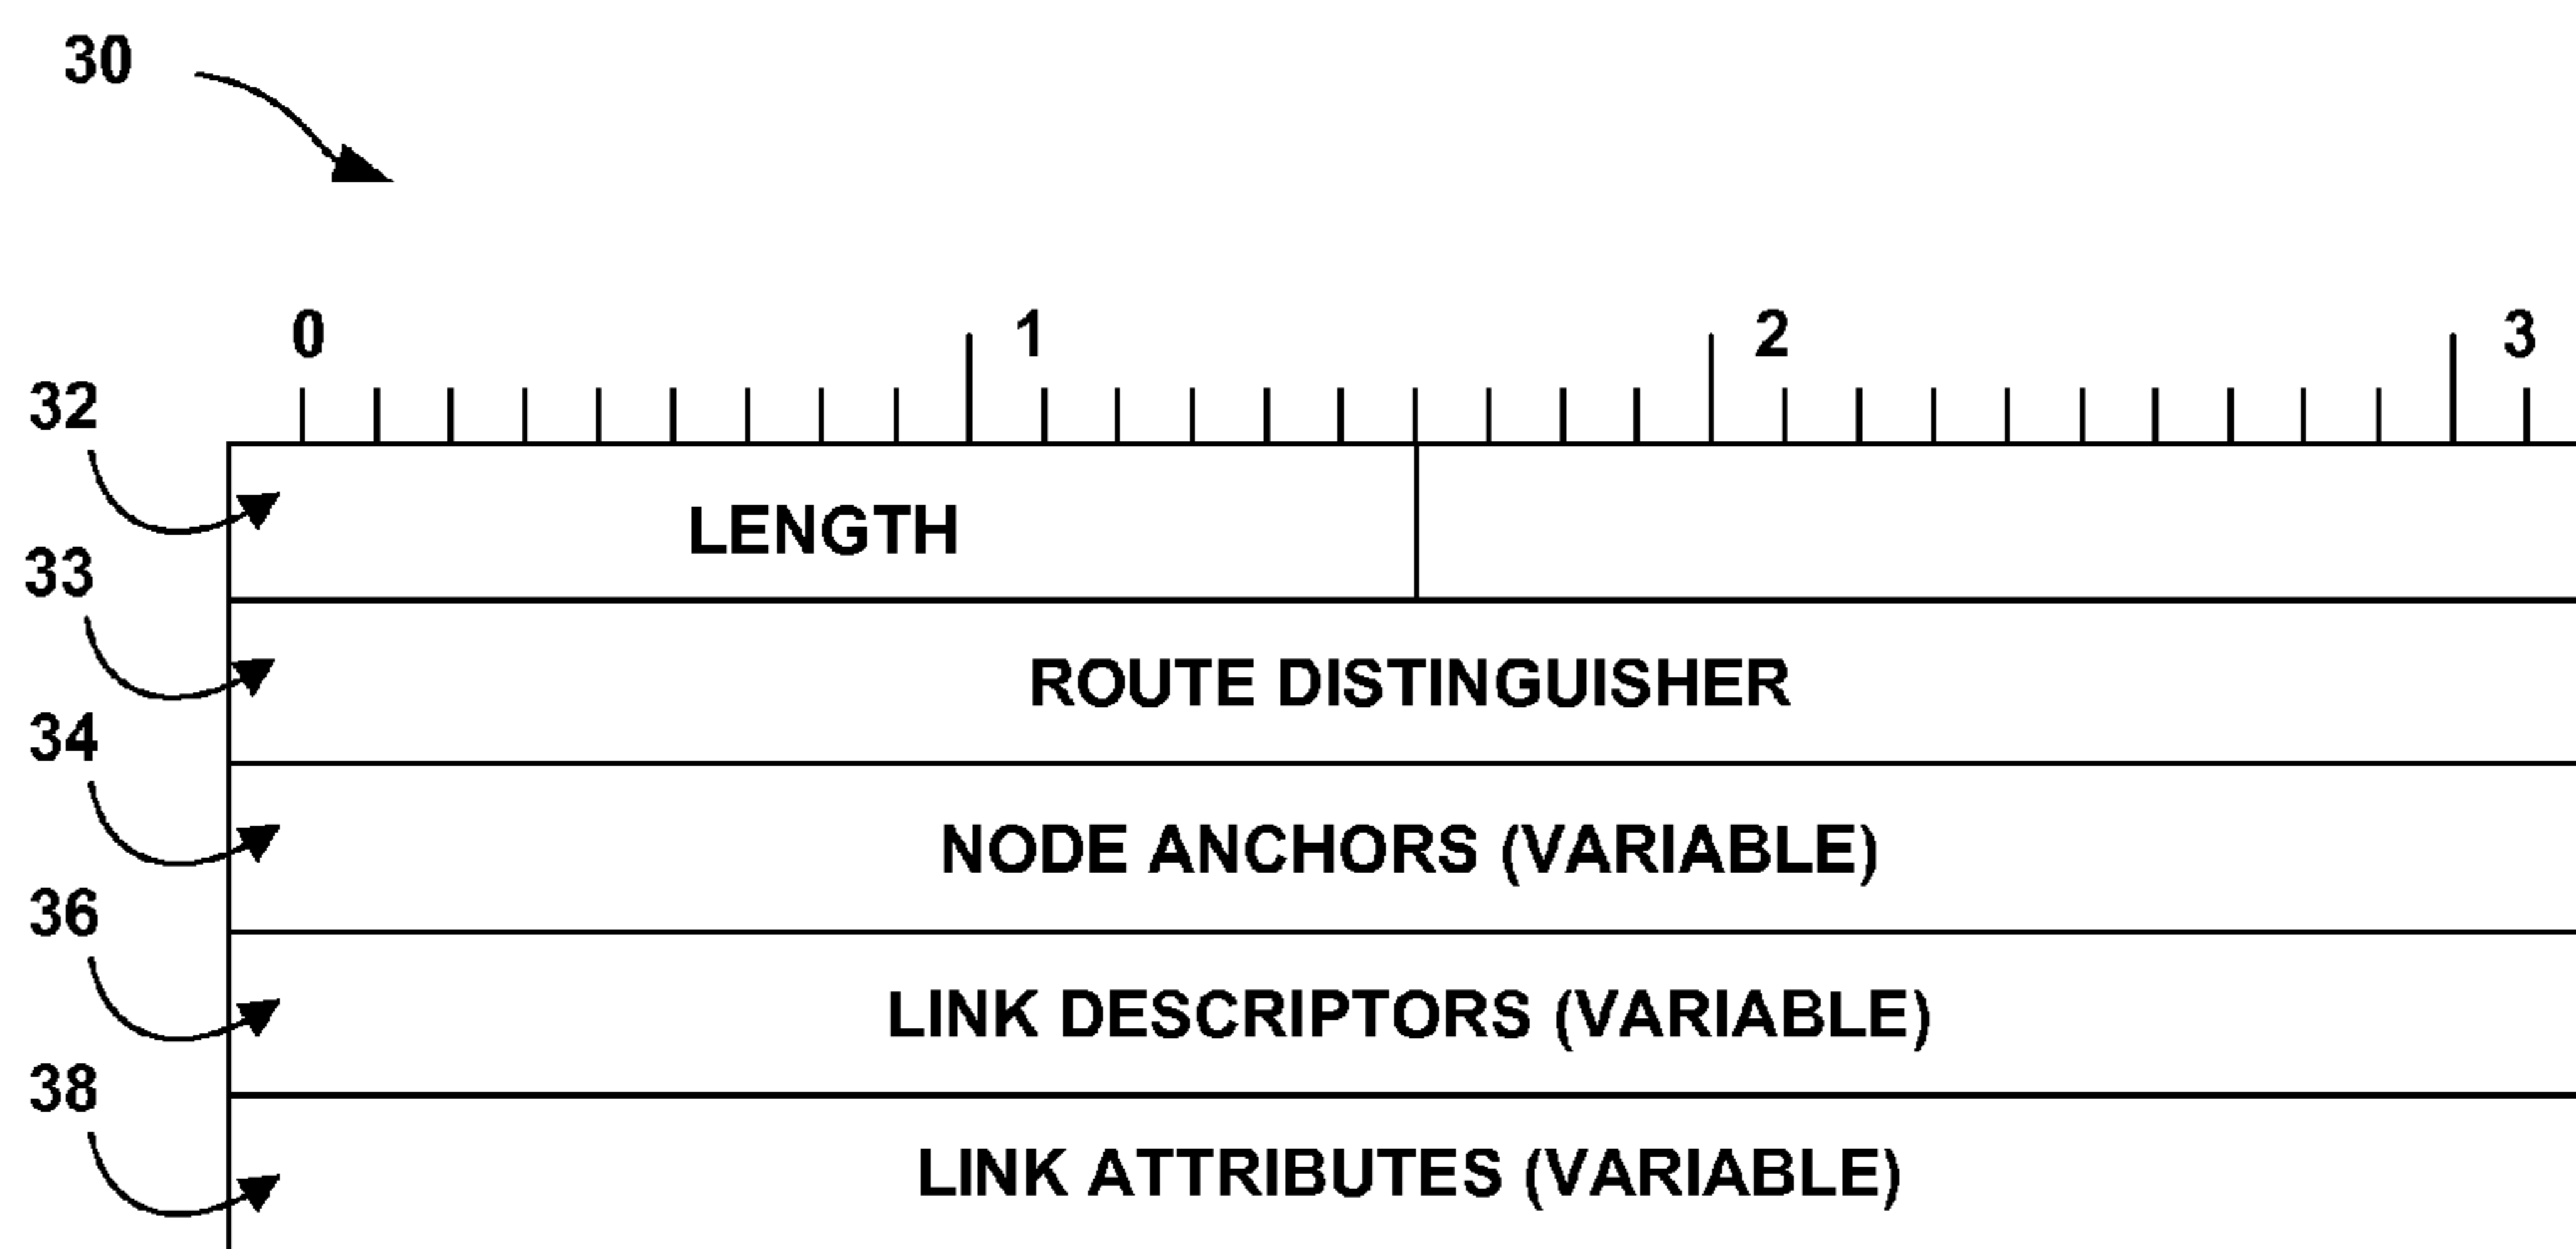 30
0 1 2 3
32
LENGTH
33
ROUTE DISTINGUISHER
34
NODE ANCHORS (VARIABLE)
36
LINK DESCRIPTORS (VARIABLE)
38
LINK ATTRIBUTES (VARIABLE)